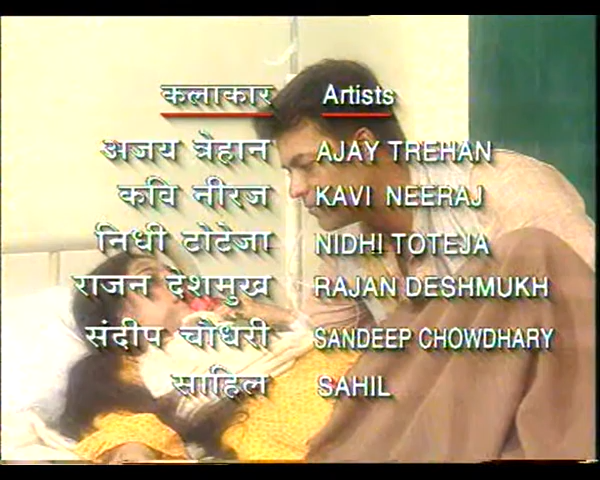 कलाकार Artists
अजय त्रेहान AJAY TREHAN
कवि नीरज KAVI NEERAJ
निधी टोटेजा NIDHI TOTEJA
राजन देशमुख RAJAN DESHMUKH
संदीप चौधरी SANDEEP CHOWDHARY
साहिल SAHIL